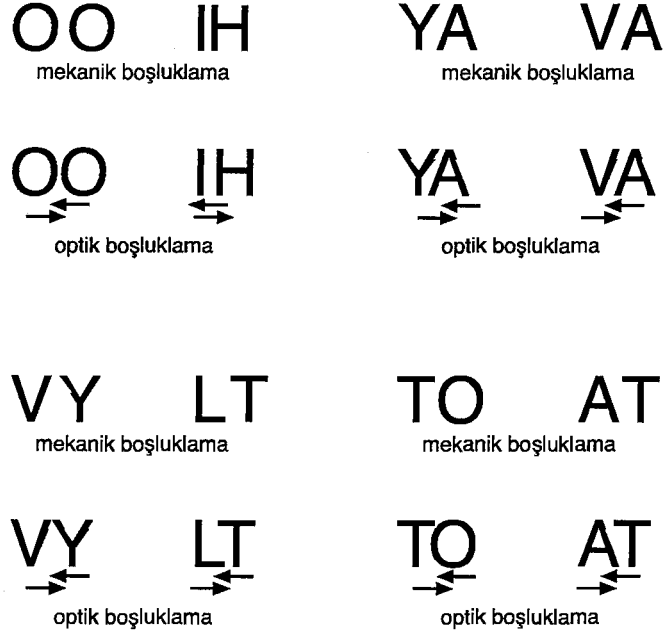 OO IH YA VA
mekanik boşluklama mekanik boşluklama
OO IH YA VA
optik boşluklama optik boşluklama
VY LT TO AT
mekanik boşluklama mekanik boşluklama
VY LT TO AT
optik boşluklama optik boşluklama